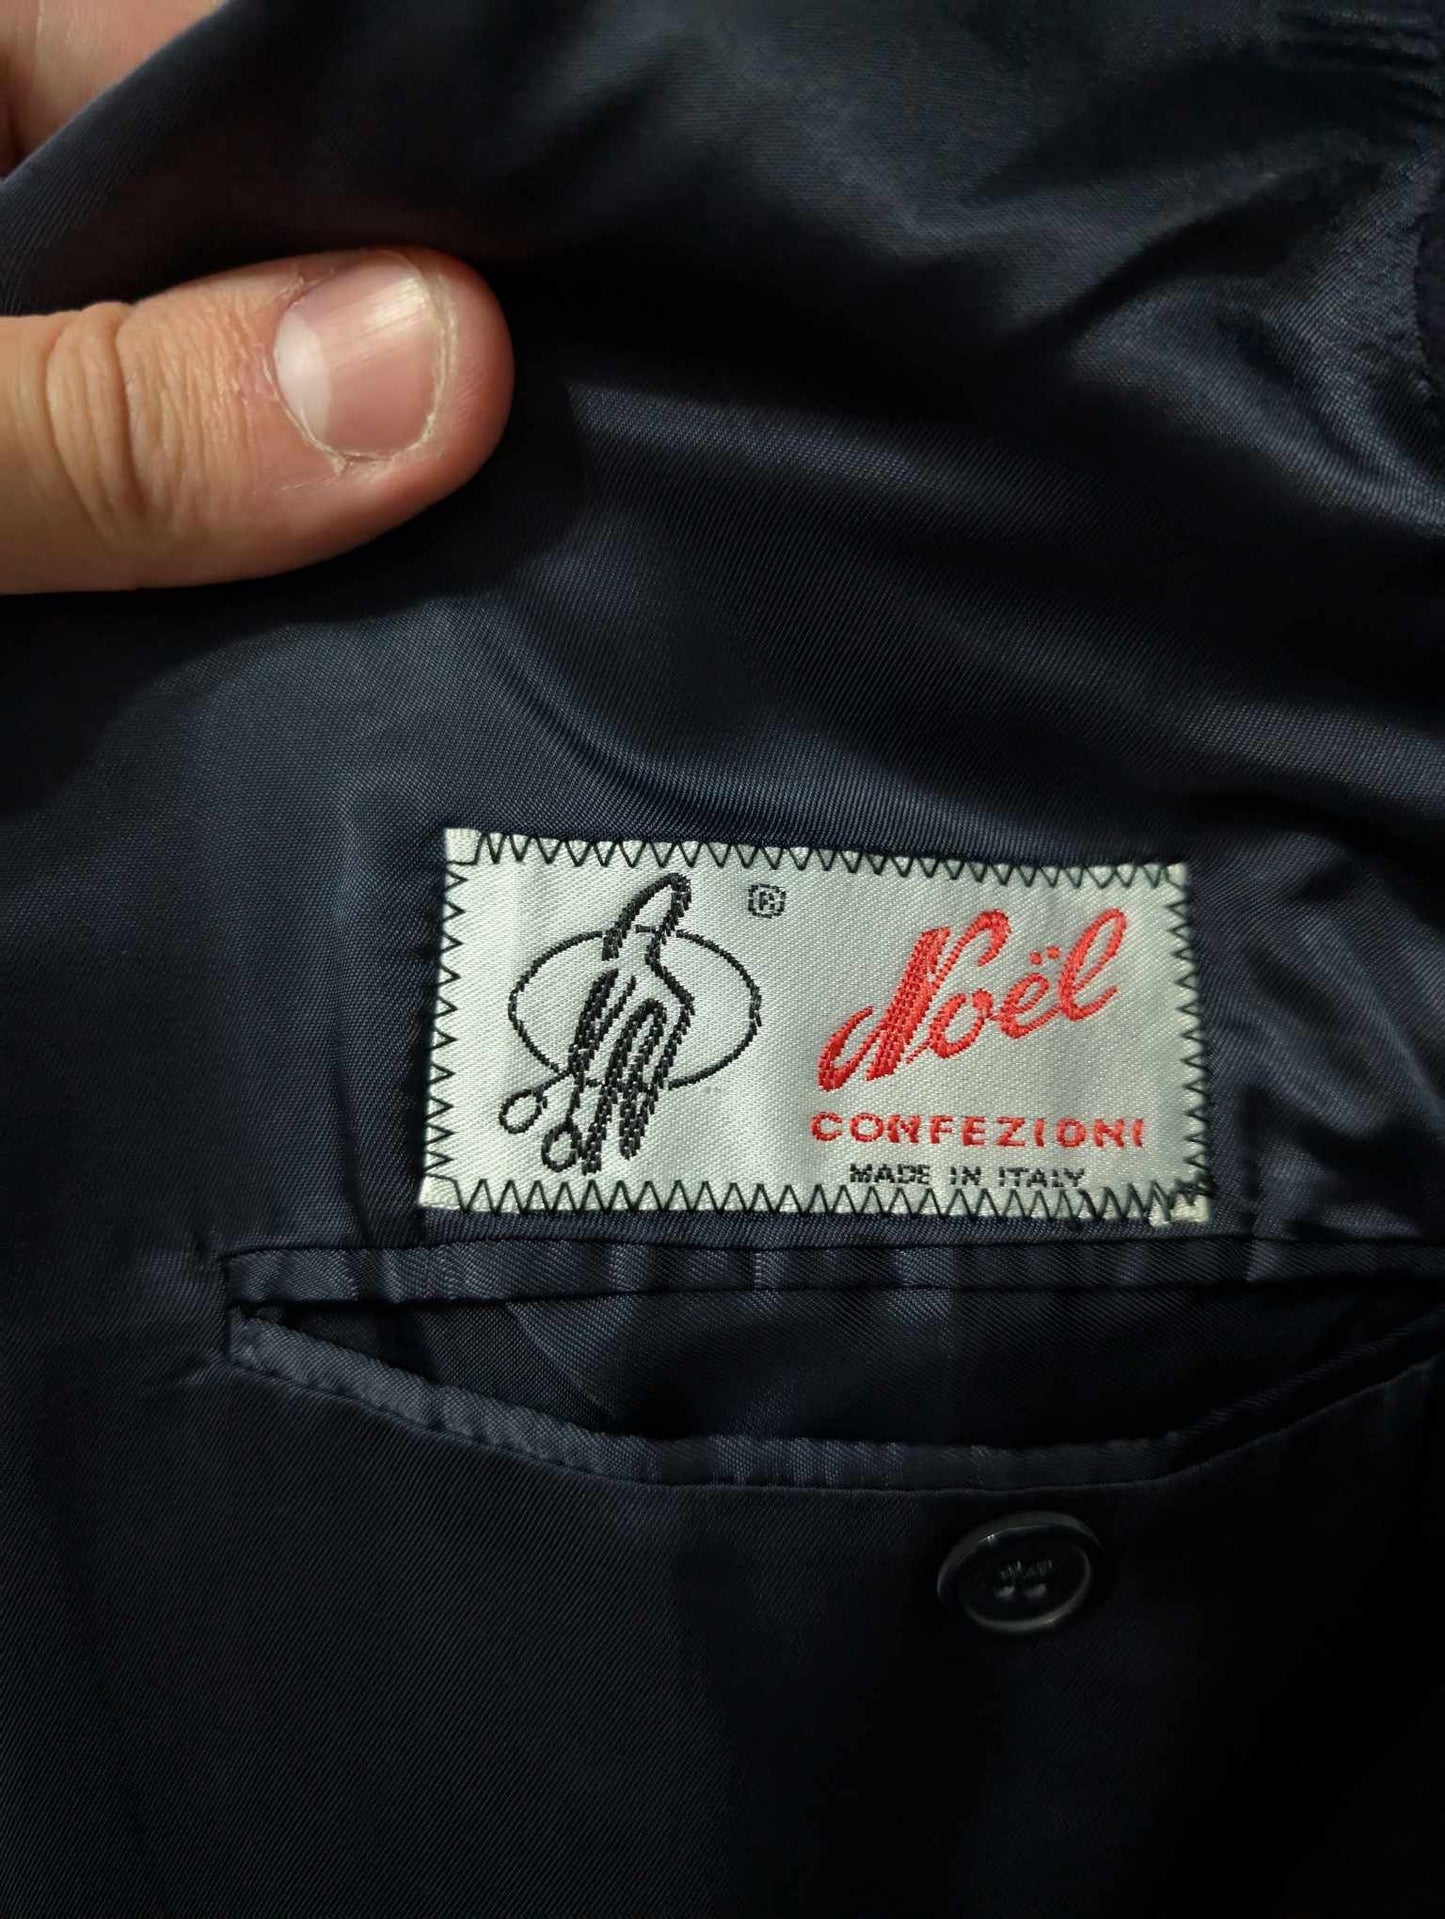 ®
Noël
CONFEZIONI
MADE IN ITALY